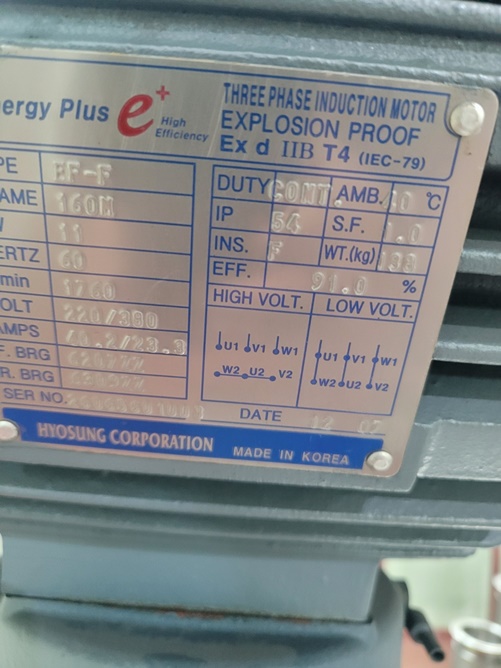 ergy Plus e+ High Efficiency
THREE PHASE INDUCTION MOTOR
EXPLOSION PROOF
Ex d IIB T4 (IEC-79)
PE EF-F
AME 160M
11
ERTZ 60
min 1760
OLT 220/380
AMPS 40.2/23.3
F. BRG
R. BRG
SER NO.
DUTY CONT. AMB. 40 °C
IP 54 S.F. 1.0
INS. F WT.(kg)
EFF. 91.0 %
HIGH VOLT. LOW VOLT.
U1 V1 W1
W2 U2 V2
U1 V1 W1
W2 U2 V2
DATE 12 07
HYOSUNG CORPORATION MADE IN KOREA